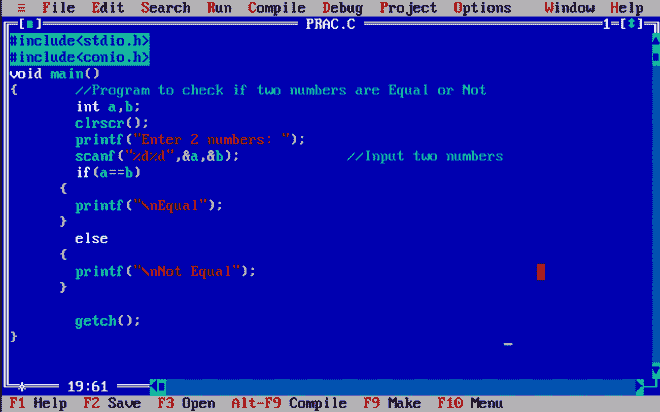 ≡ File Edit Search Run Compile Debug Project Options Window Help
[■] PRAC.C 1=[↕]
#include<stdio.h>
#include<conio.h>
void main()
{ //Program to check if two numbers are Equal or Not
int a,b;
clrscr();
printf("Enter 2 numbers: ");
scanf("%d%d",&a,&b); //Input two numbers
if(a==b)
{
printf("\nEqual");
}
else
{
printf("\nNot Equal");
}
getch();
}
* 19:61
F1 Help F2 Save F3 Open Alt-F9 Compile F9 Make F10 Menu